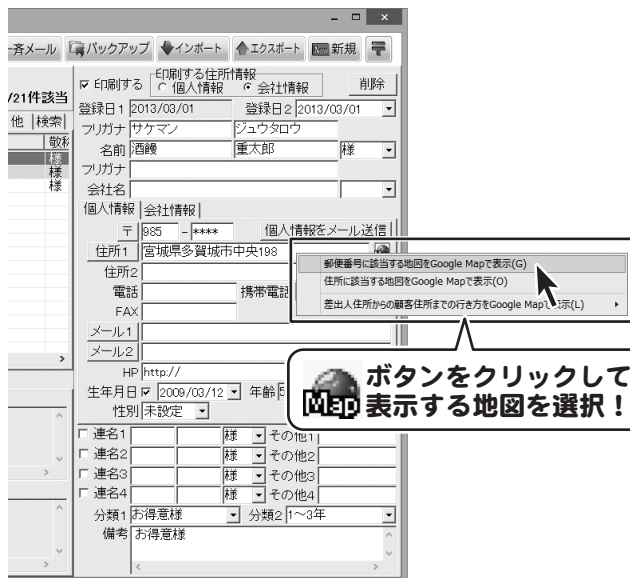 斉メール バックアップ インポート エクスポート 新規 〒
/21件該当
他 検索
敬称
様
様
様
印刷する 印刷する住所情報 個人情報 会社情報 削除
登録日1 2013/03/01 登録日2 2013/03/01
フリガナ サケマン ジュウタロウ
名前 酒饅 重太郎 様
フリガナ
会社名
個人情報 会社情報
〒 985 - **** 個人情報をメール送信
住所1 宮城県多賀城市中央198
住所2
電話 携帯電話
FAX
メール1
メール2
HP http://
生年月日 2009/03/12 年齢 5
性別 未設定
郵便番号に該当する地図をGoogle Mapで表示(G)
住所に該当する地図をGoogle Mapで表示(O)
差出人住所からの顧客住所までの行き方をGoogle Mapで表示(L)
MAP ボタンをクリックして
表示する地図を選択！
連名1 様 その他1
連名2 様 その他2
連名3 様 その他3
連名4 様 その他4
分類1 お得意様 分類2 1～3年
備考 お得意様